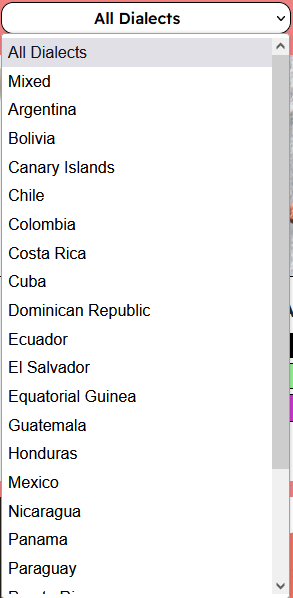 All Dialects
All Dialects
Mixed
Argentina
Bolivia
Canary Islands
Chile
Colombia
Costa Rica
Cuba
Dominican Republic
Ecuador
El Salvador
Equatorial Guinea
Guatemala
Honduras
Mexico
Nicaragua
Panama
Paraguay